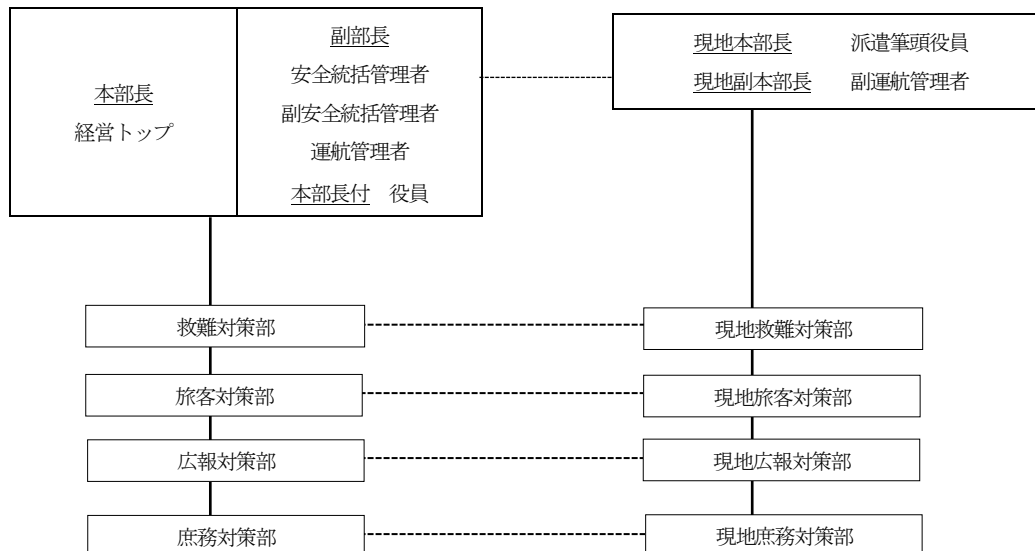 本部長
経営トップ
副部長
安全統括管理者
副安全統括管理者
運航管理者
本部長付 役員
現地本部長 派遣筆頭役員
現地副本部長 副運航管理者
救難対策部
現地救難対策部
旅客対策部
現地旅客対策部
広報対策部
現地広報対策部
庶務対策部
現地庶務対策部